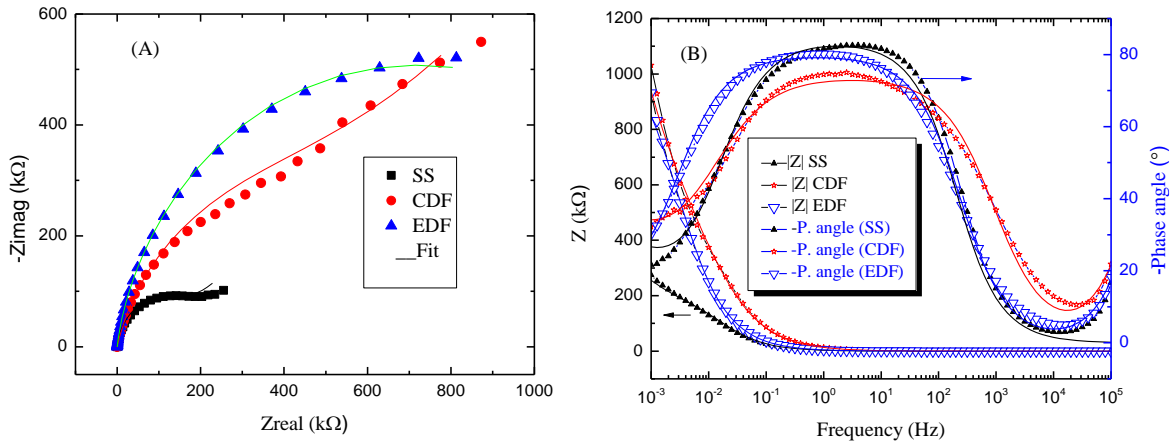 (A)
-Zimag (kΩ)
600
400
200
0
0 200 400 600 800 1000
Zreal (kΩ)
SS
CDF
EDF
Fit
(B)
Z (kΩ)
1200
1000
800
600
400
200
0
10-3 10-2 10-1 100 101 102 103 104 105
Frequency (Hz)
|Z| SS
|Z| CDF
|Z| EDF
-P. angle (SS)
-P. angle (CDF)
-P. angle (EDF)
90
80
60
40
20
0
-Phase angle (°)